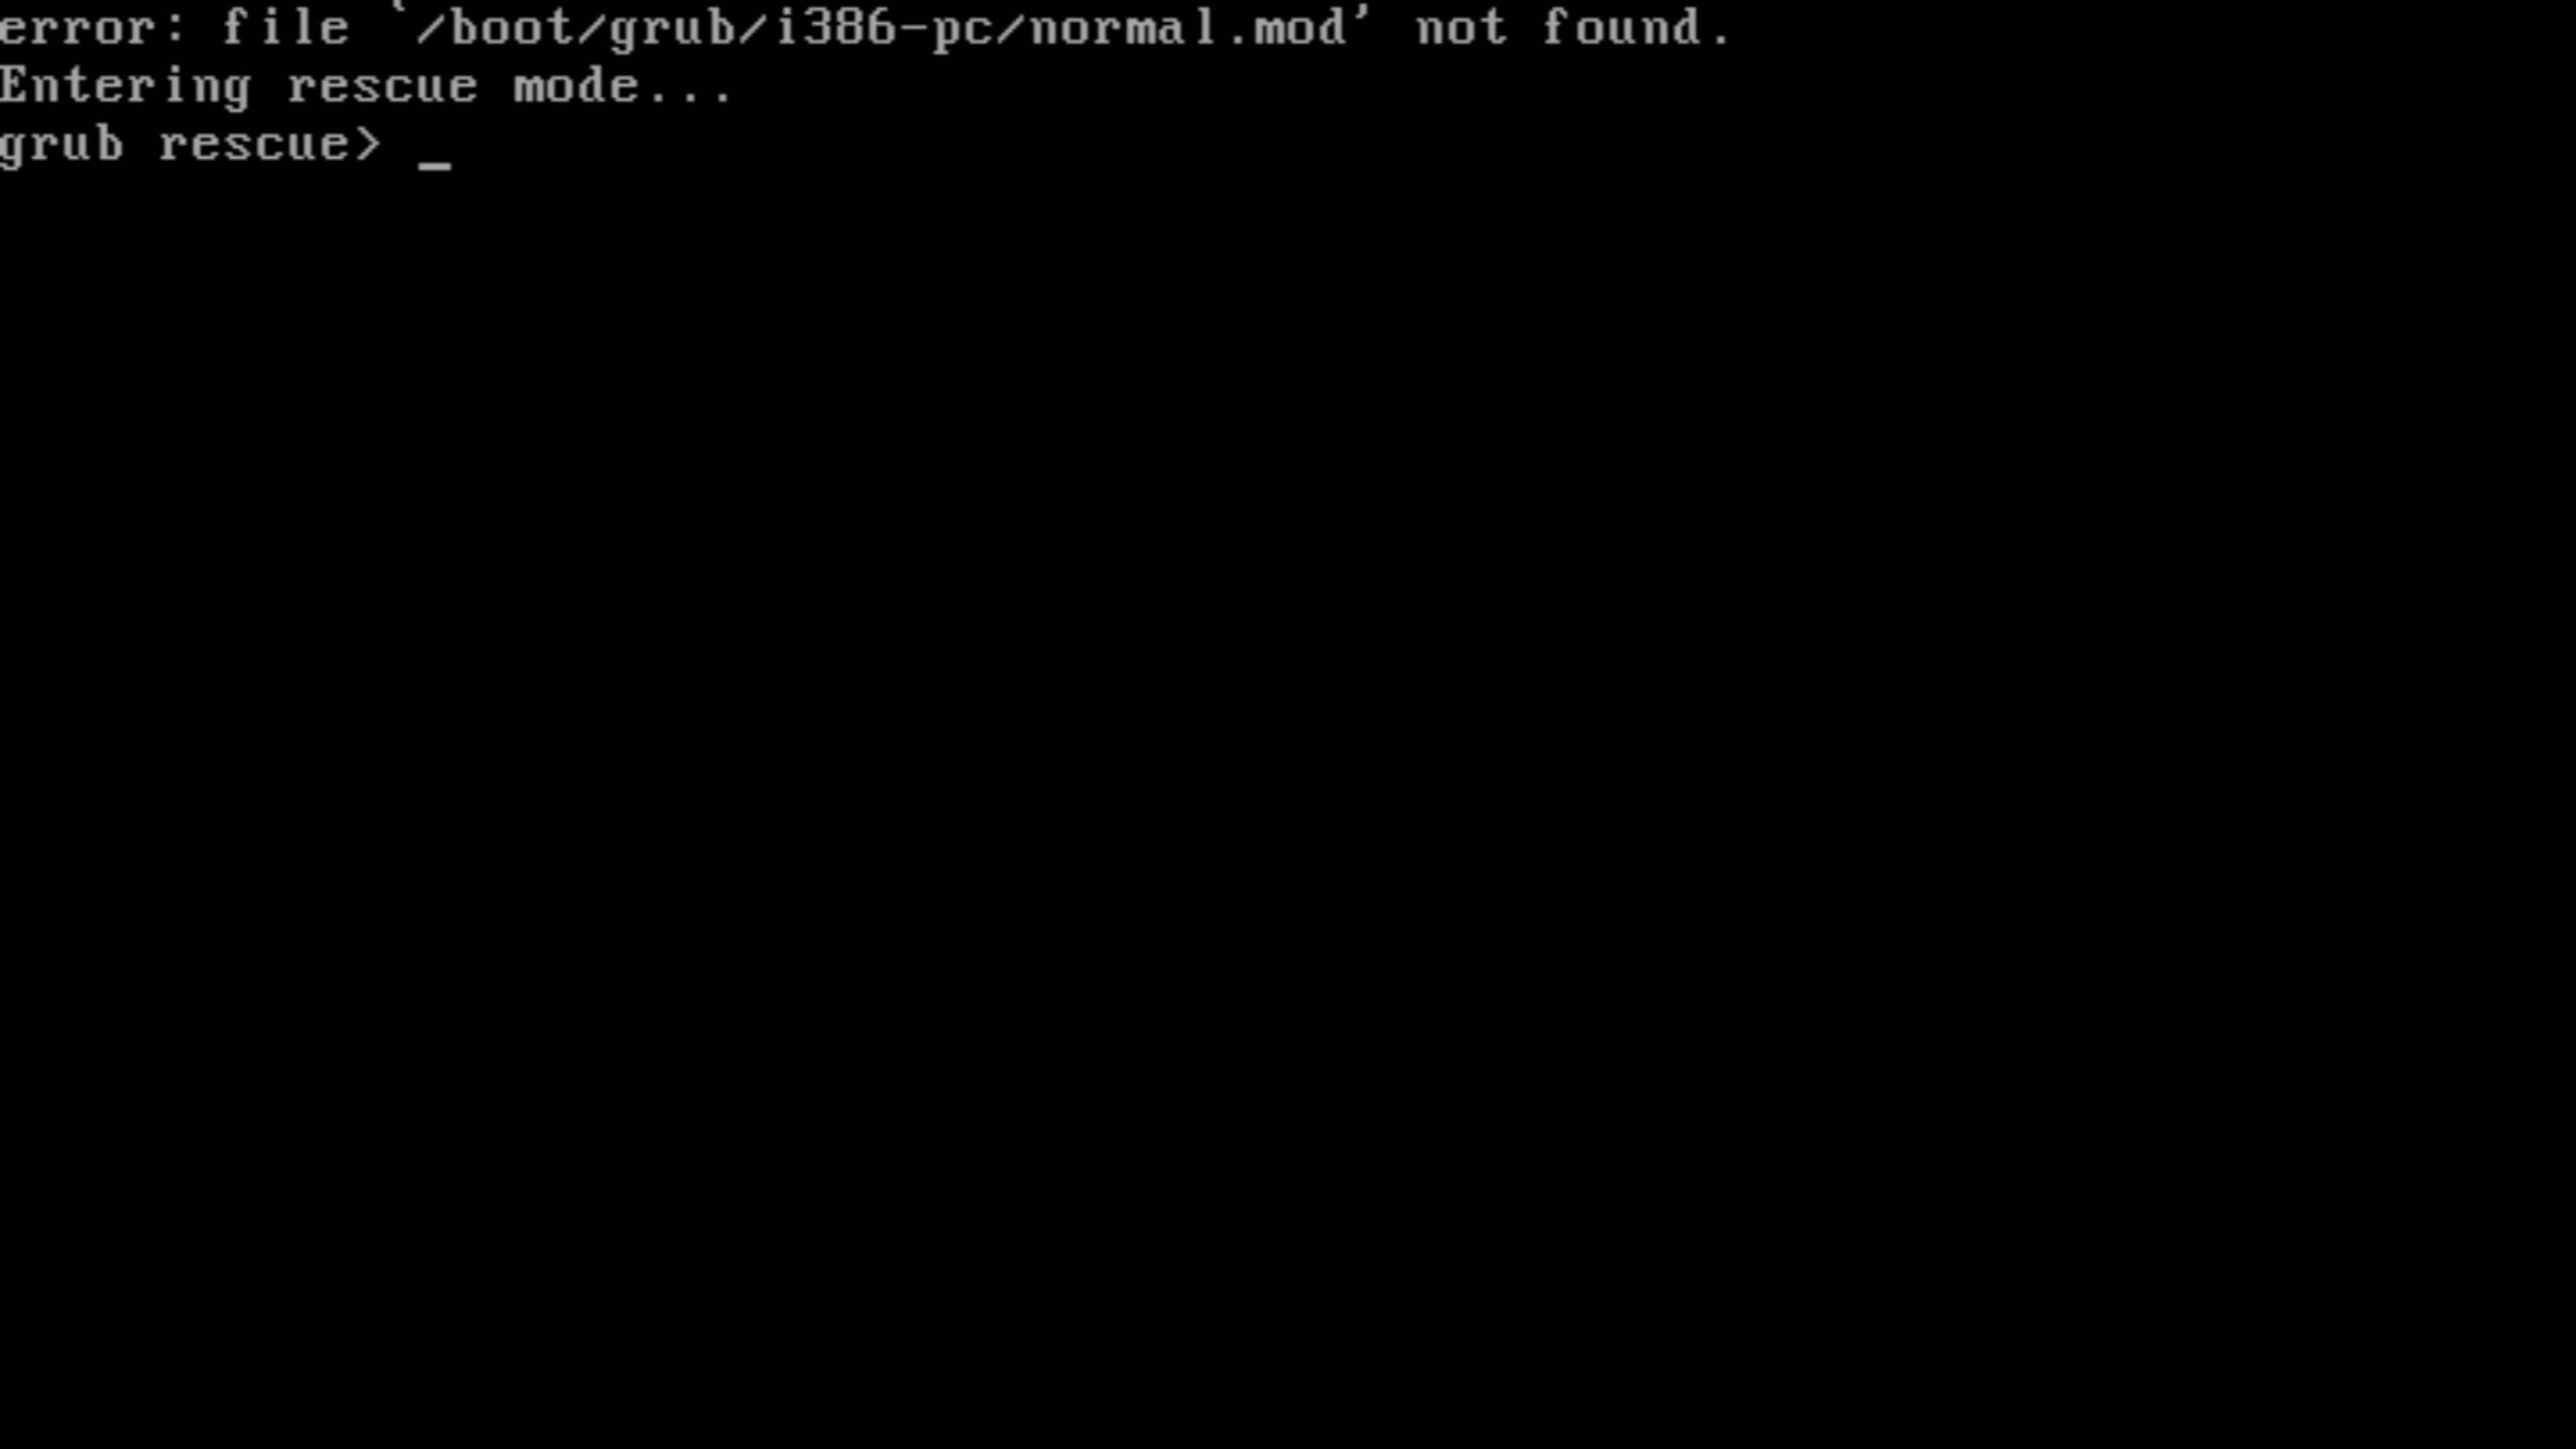 error: file `/boot/grub/i386-pc/normal.mod' not found.
Entering rescue mode...
grub rescue> _